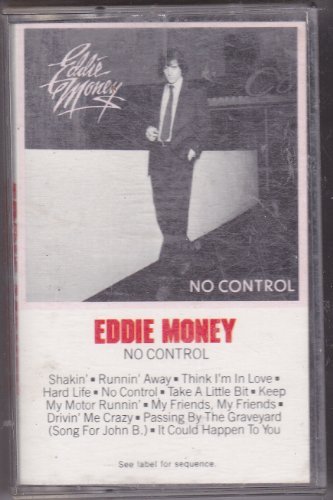 Eddie
Money
NO CONTROL
EDDIE MONEY
NO CONTROL
Shakin' ▪ Runnin' Away ▪ Think I'm In Love ▪
Hard Life ▪ No Control ▪ Take A Little Bit ▪ Keep
My Motor Runnin' ▪ My Friends, My Friends ▪
Drivin' Me Crazy ▪ Passing By The Graveyard
(Song For John B.) ▪ It Could Happen To You
See label for sequence.